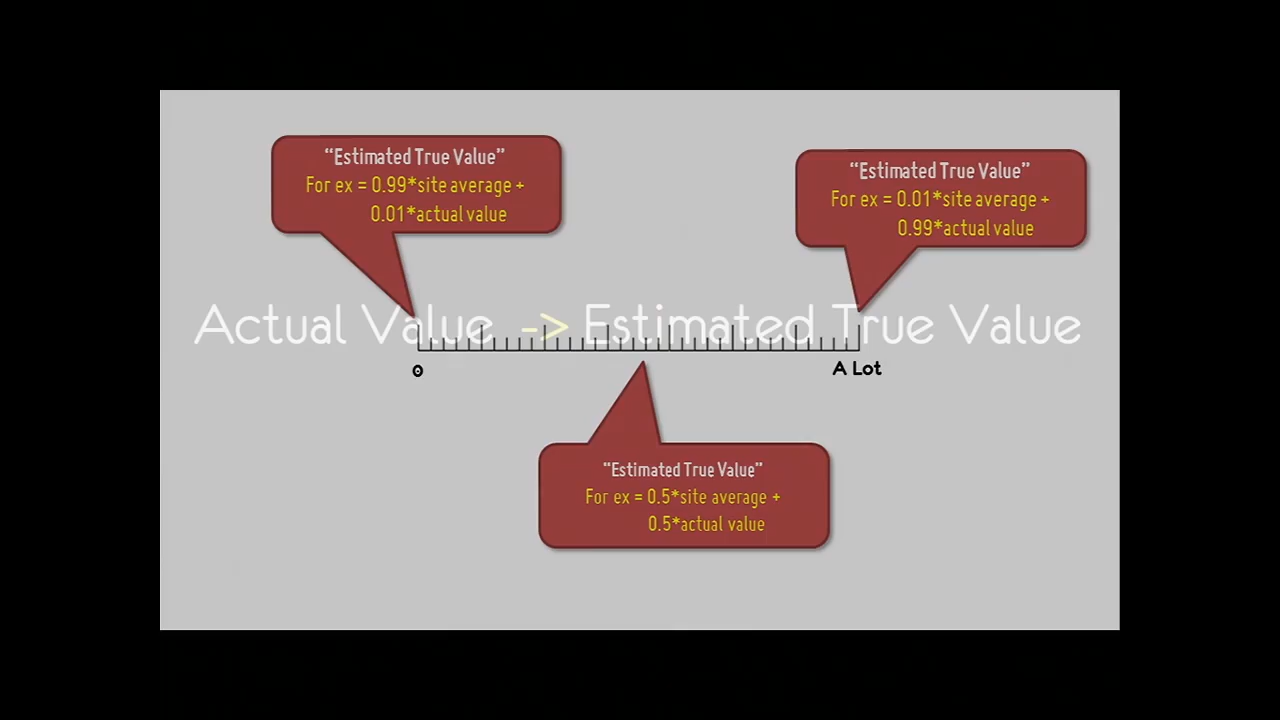 “Estimated True Value”
For ex = 0.99*site average +
0.01*actual value
“Estimated True Value”
For ex = 0.01*site average +
0.99*actual value
Actual Value -> Estimated True Value
0
A Lot
"Estimated True Value"
For ex = 0.5*site average +
0.5*actual value